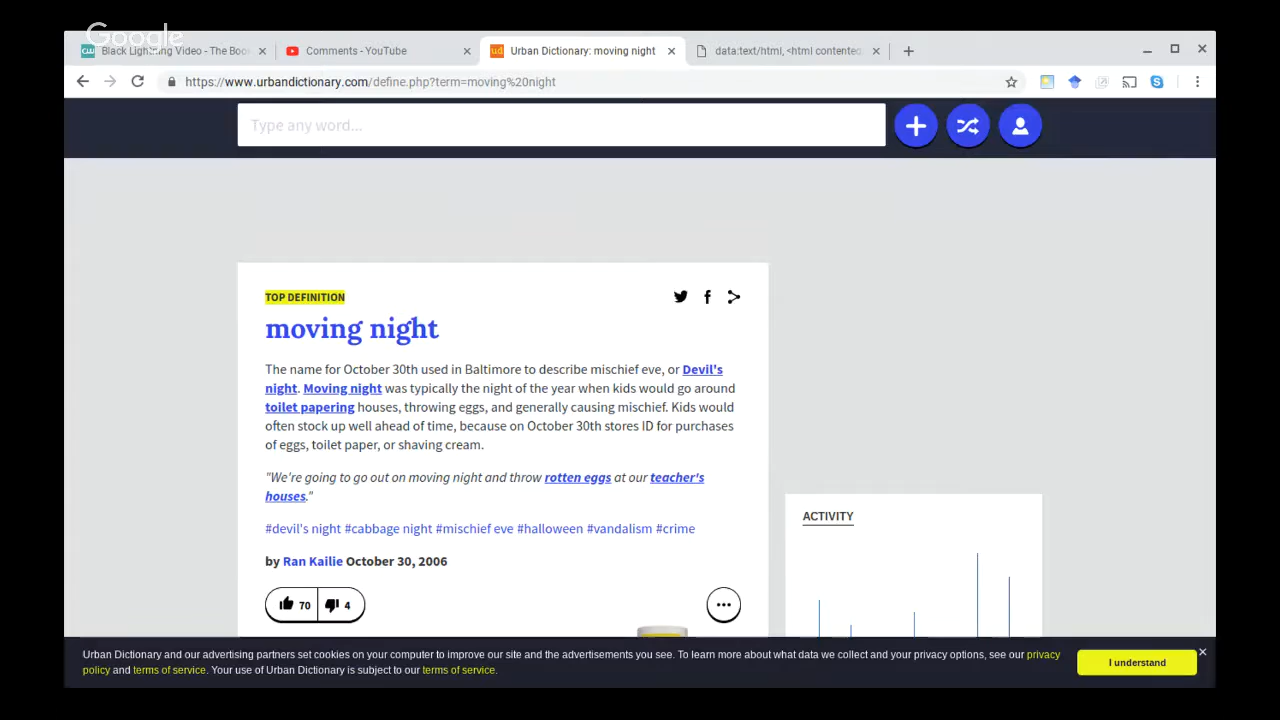 Google
Black Lightning Video - The Boo
Comments - YouTube
ud
Urban Dictionary: moving night
data:text/html, <html contented
https://www.urbandictionary.com/define.php?term=moving%20night
Type any word...
TOP DEFINITION
moving night
The name for October 30th used in Baltimore to describe mischief eve, or Devil's
night. Moving night was typically the night of the year when kids would go around
toilet papering houses, throwing eggs, and generally causing mischief. Kids would
often stock up well ahead of time, because on October 30th stores ID for purchases
of eggs, toilet paper, or shaving cream.
"We're going to go out on moving night and throw rotten eggs at our teacher's
houses."
#devil's night #cabbage night #mischief eve #halloween #vandalism #crime
by Ran Kailie October 30, 2006
70
4
ACTIVITY
Urban Dictionary and our advertising partners set cookies on your computer to improve our site and the advertisements you see. To learn more about what data we collect and your privacy options, see our privacy
policy and terms of service. Your use of Urban Dictionary is subject to our terms of service.
I understand